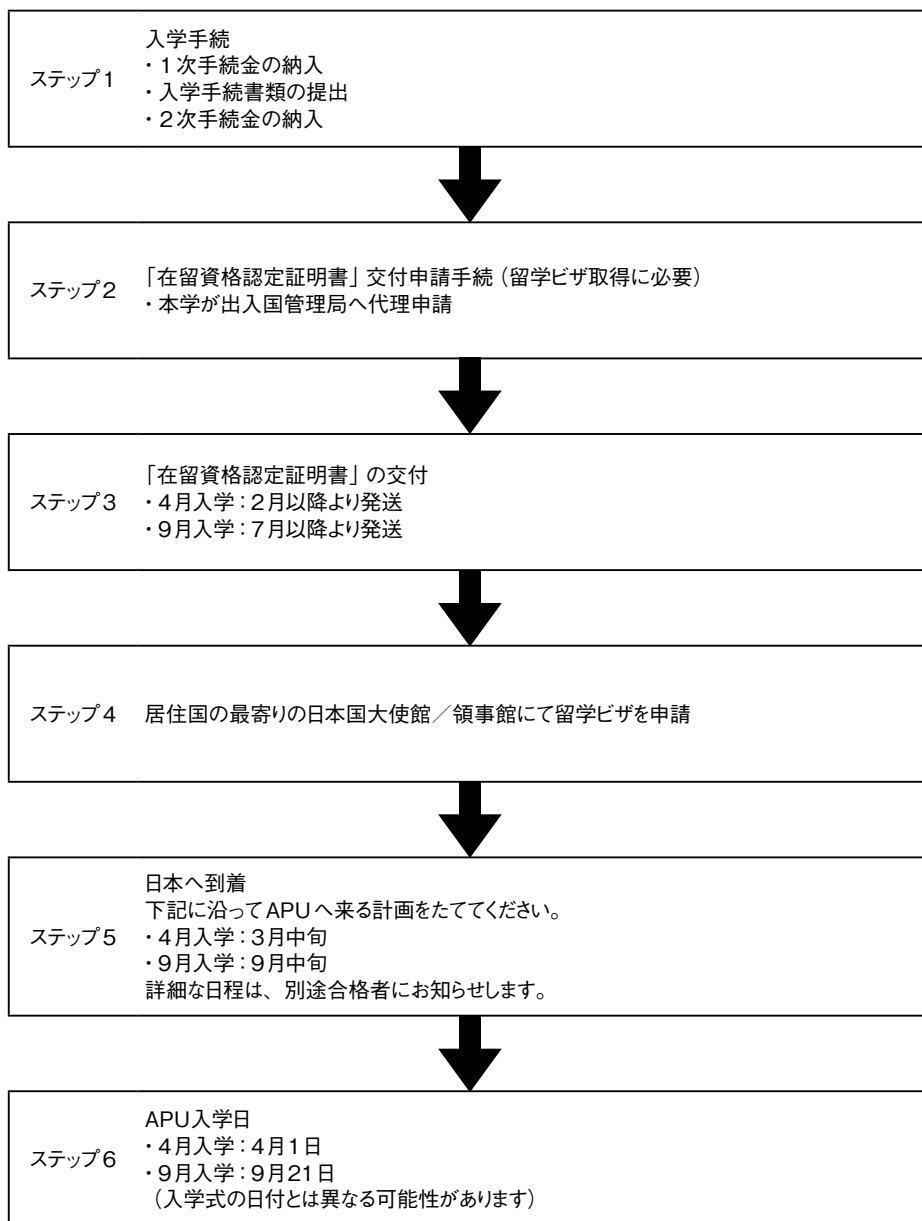 ステップ1
入学手続
・1次手続金の納入
・入学手続書類の提出
・2次手続金の納入
ステップ2
「在留資格認定証明書」交付申請手続（留学ビザ取得に必要）
・本学が出入国管理局へ代理申請
ステップ3
「在留資格認定証明書」の交付
・4月入学：2月以降より発送
・9月入学：7月以降より発送
ステップ4
居住国の最寄りの日本国大使館／領事館にて留学ビザを申請
ステップ5
日本へ到着
下記に沿ってAPUへ来る計画をたててください。
・4月入学：3月中旬
・9月入学：9月中旬
詳細な日程は、別途合格者にお知らせします。
ステップ6
APU入学日
・4月入学：4月1日
・9月入学：9月21日
（入学式の日付とは異なる可能性があります）